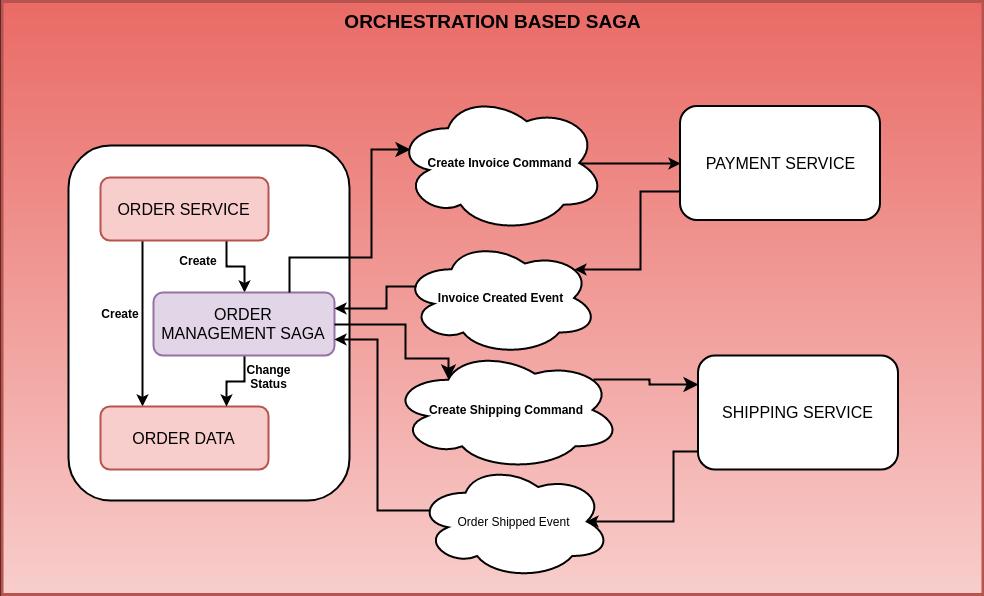 ORCHESTRATION BASED SAGA
Create Invoice Command
PAYMENT SERVICE
ORDER SERVICE
Create
Create
ORDER
MANAGEMENT SAGA
Invoice Created Event
Change
Status
Create Shipping Command
SHIPPING SERVICE
ORDER DATA
Order Shipped Event